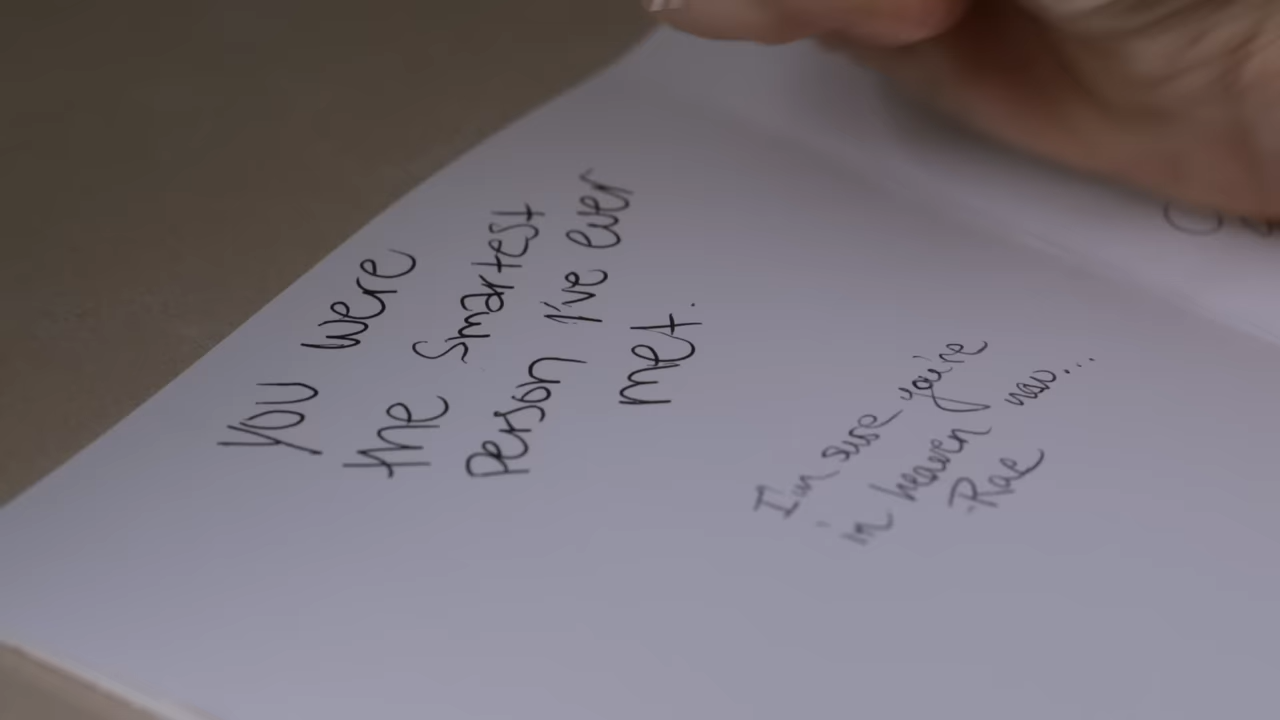 You were
the smartest
person I've ever
met.
I'm sure you're
in heaven now...
-Rae